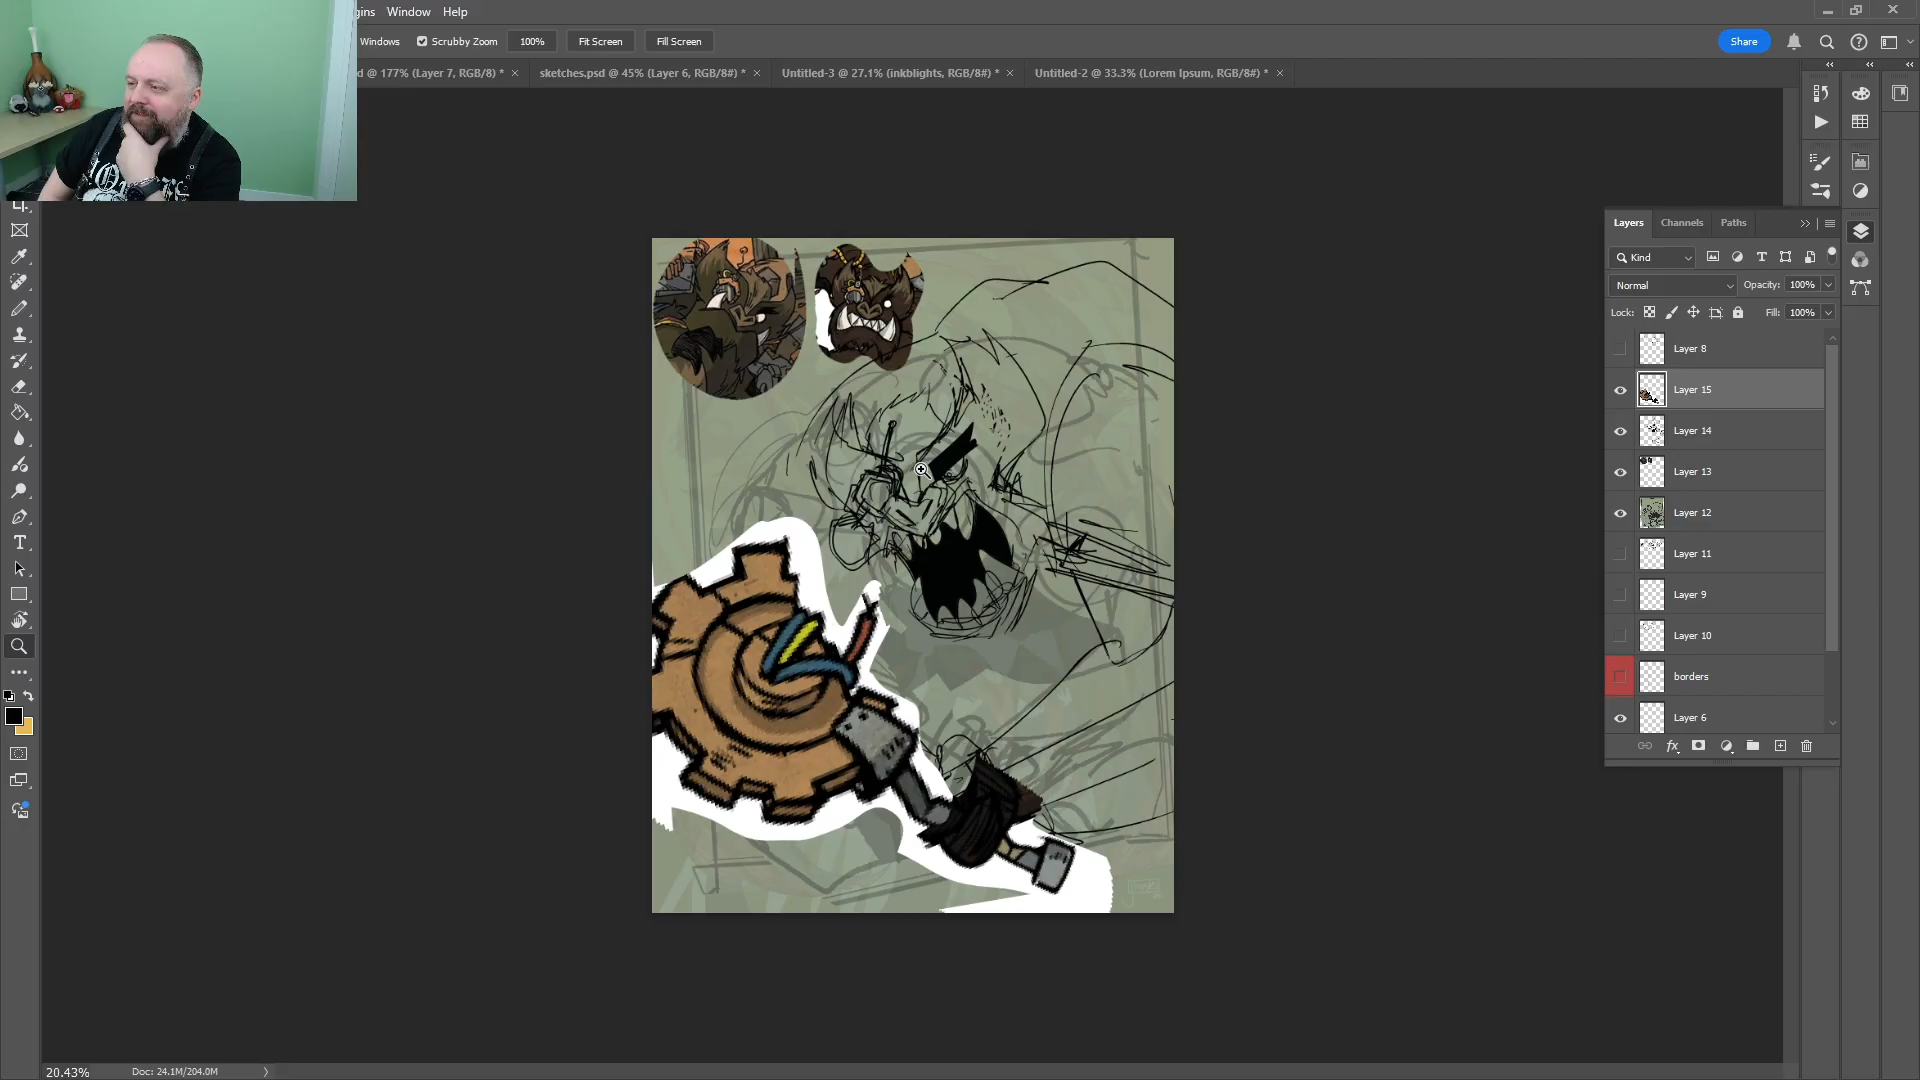 gins Window Help
Windows Scrubby Zoom 100% Fit Screen Fill Screen Share
d @ 177% (Layer 7, RGB/8) * × sketches.psd @ 45% (Layer 6, RGB/8#) * × Untitled-3 @ 27.1% (inkblights, RGB/8#) * × Untitled-2 @ 33.3% (Lorem Ipsum, RGB/8#) * ×
Layers Channels Paths
Kind
Normal Opacity: 100%
Lock: Fill: 100%
Layer 8
Layer 15
Layer 14
Layer 13
Layer 12
Layer 11
Layer 9
Layer 10
borders
Layer 6
20.43% Doc: 24.1M/204.0M